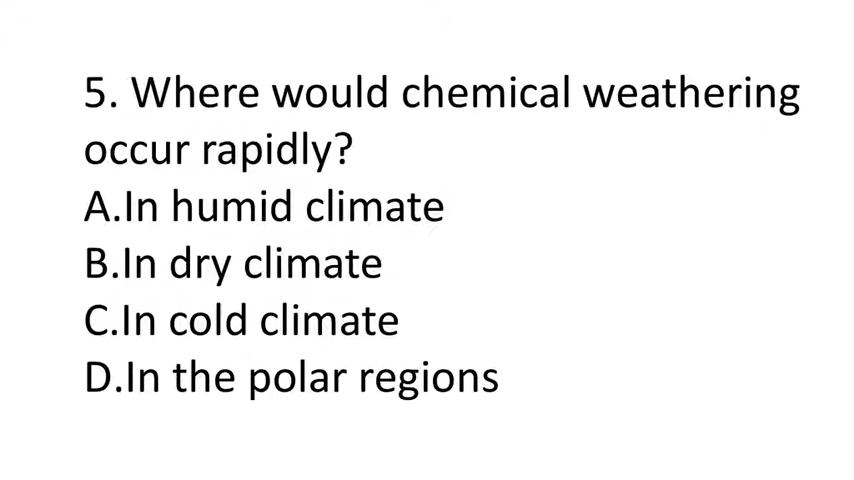 5. Where would chemical weathering
occur rapidly?
A.In humid climate
B.In dry climate
C.In cold climate
D.In the polar regions